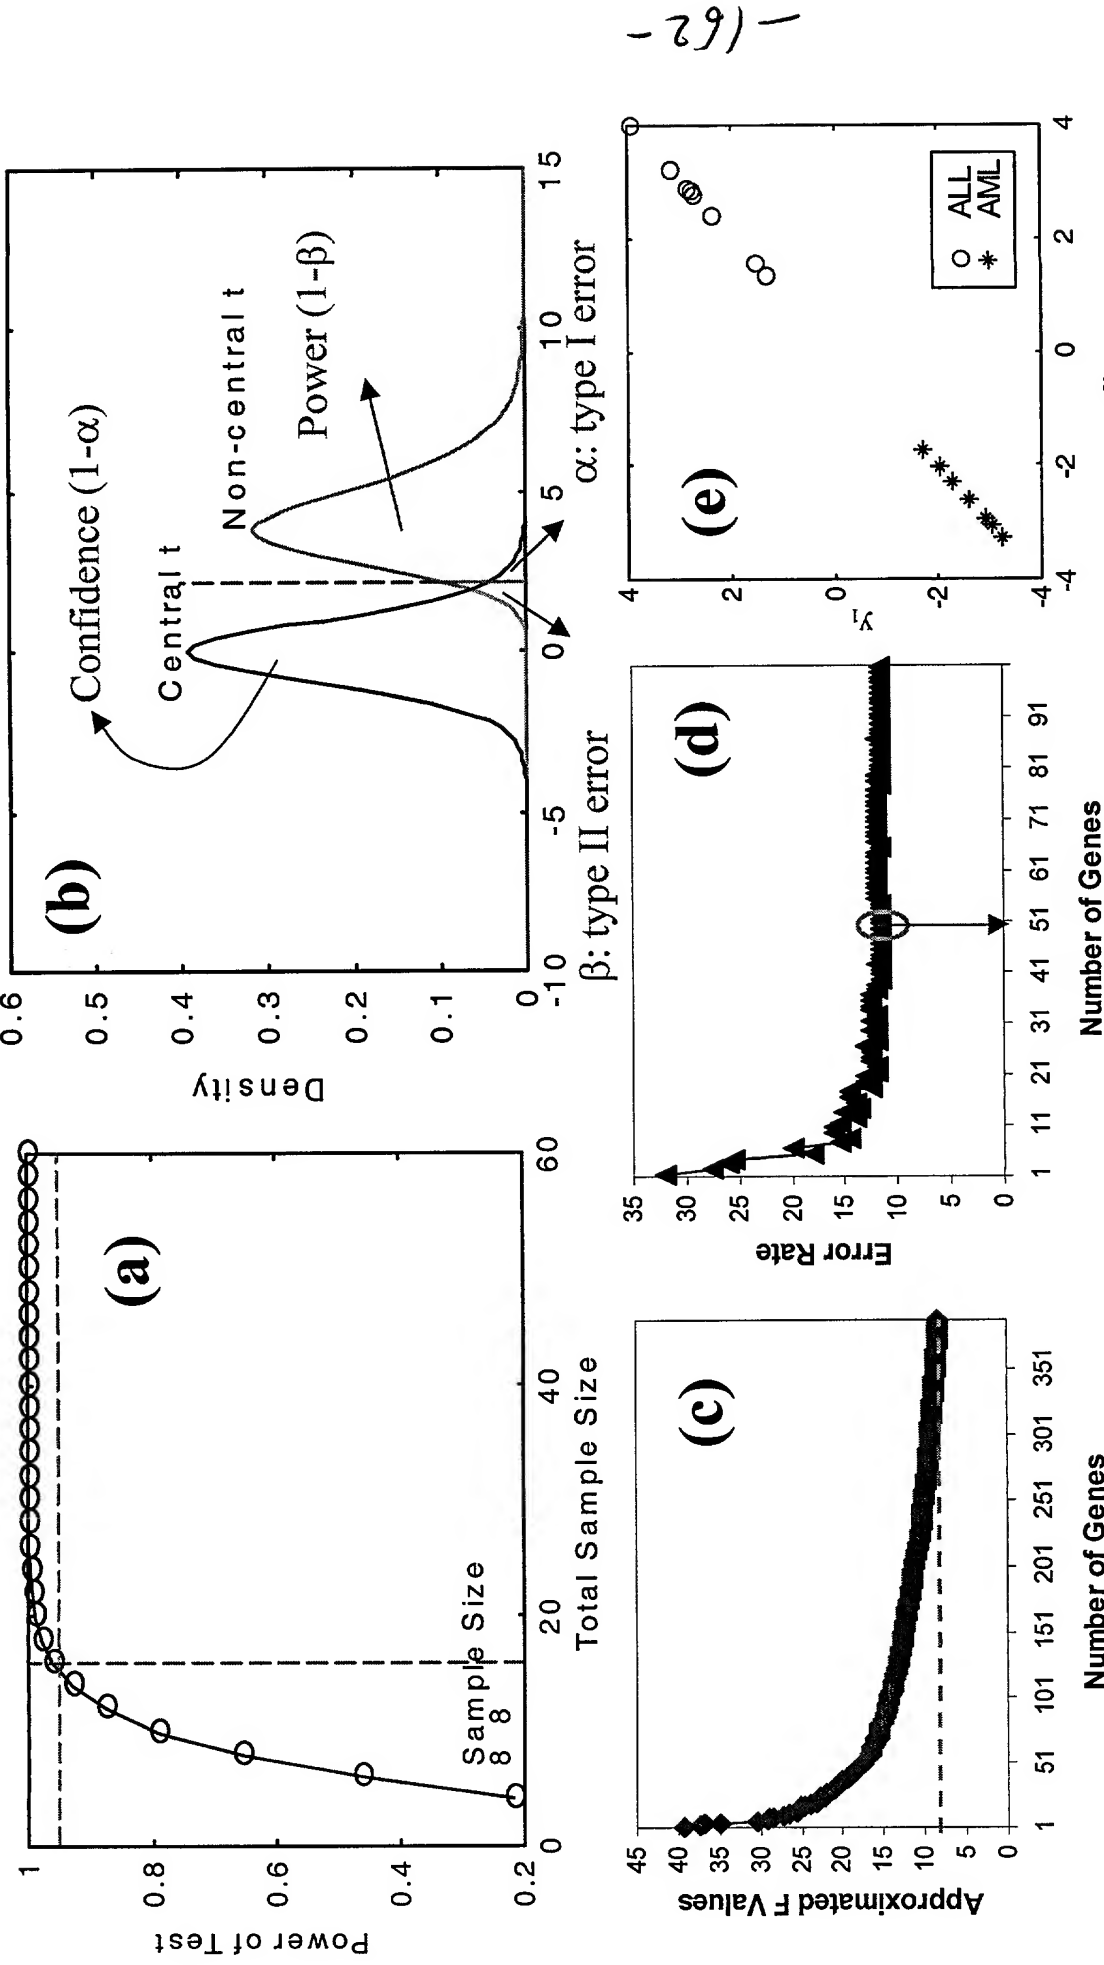 -162-
(a)
Power of Test
1
0.8
0.6
0.4
0.2
0 20 40 60
Sample Size
8 8
Total Sample Size
(b)
Density
0.6
0.5
0.4
0.3
0.2
0.1
0
-10 -5 0 5 10 15
Confidence (1-α)
Central t
Non-central t
Power (1-β)
β: type II error
α: type I error
(c)
Approximated F Values
45
40
35
30
25
20
15
10
5
0
1 51 101 151 201 251 301 351
Number of Genes
(d)
Error Rate
35
30
25
20
15
10
5
0
1 11 21 31 41 51 61 71 81 91
Number of Genes
(e)
y1
4
2
0
-2
-4
-4 -2 0 2 4
ALL
AML